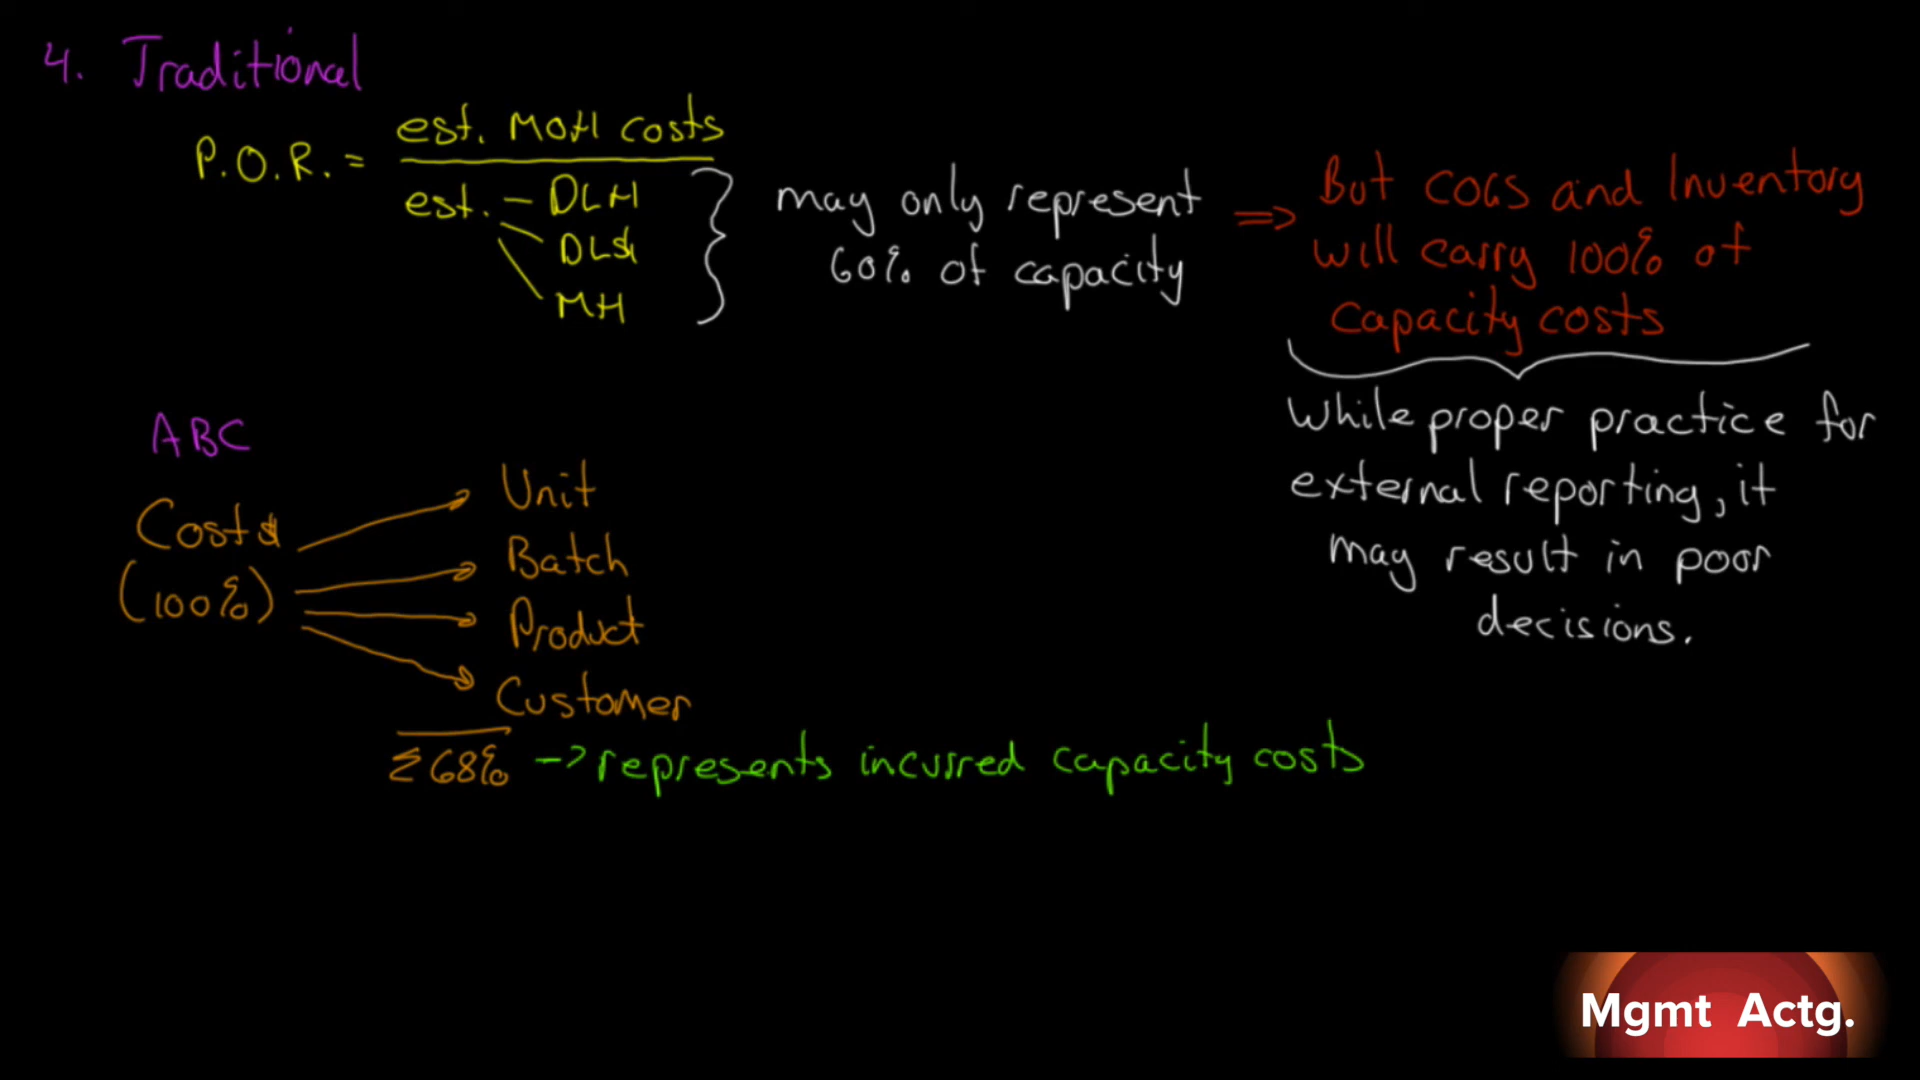 4. Traditional
P.O.R. = est. MOH costs
est. - DLH
DL$
MH
may only represent
60% of capacity
=> But COGS and Inventory
will carry 100% of
capacity costs
While proper practice for
external reporting, it
may result in poor
decisions.
ABC
Cost$
(100%)
Unit
Batch
Product
Customer
Σ 68% -> represents incurred capacity costs
Mgmt Actg.